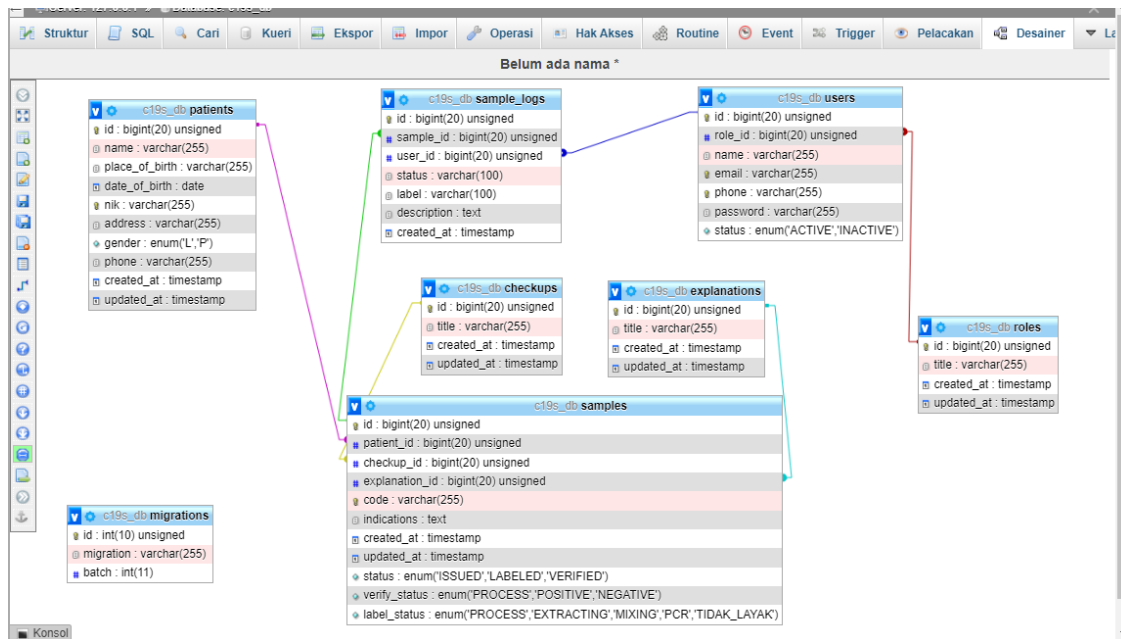 Struktur SQL Cari Kueri Ekspor Impor Operasi Hak Akses Routine Event Trigger Pelacakan Desainer
Belum ada nama *
c19s_db patients
id : bigint(20) unsigned
name : varchar(255)
place_of_birth : varchar(255)
date_of_birth : date
nik : varchar(255)
address : varchar(255)
gender : enum('L','P')
phone : varchar(255)
created_at : timestamp
updated_at : timestamp
c19s_db sample_logs
id : bigint(20) unsigned
sample_id : bigint(20) unsigned
user_id : bigint(20) unsigned
status : varchar(100)
label : varchar(100)
description : text
created_at : timestamp
c19s_db users
id : bigint(20) unsigned
role_id : bigint(20) unsigned
name : varchar(255)
email : varchar(255)
phone : varchar(255)
password : varchar(255)
status : enum('ACTIVE','INACTIVE')
c19s_db checkups
id : bigint(20) unsigned
title : varchar(255)
created_at : timestamp
updated_at : timestamp
c19s_db explanations
id : bigint(20) unsigned
title : varchar(255)
created_at : timestamp
updated_at : timestamp
c19s_db roles
id : bigint(20) unsigned
title : varchar(255)
created_at : timestamp
updated_at : timestamp
c19s_db samples
id : bigint(20) unsigned
patient_id : bigint(20) unsigned
checkup_id : bigint(20) unsigned
explanation_id : bigint(20) unsigned
code : varchar(255)
indications : text
created_at : timestamp
updated_at : timestamp
status : enum('ISSUED','LABELED','VERIFIED')
verify_status : enum('PROCESS','POSITIVE','NEGATIVE')
label_status : enum('PROCESS','EXTRACTING','MIXING','PCR','TIDAK_LAYAK')
c19s_db migrations
id : int(10) unsigned
migration : varchar(255)
batch : int(11)
Konsol